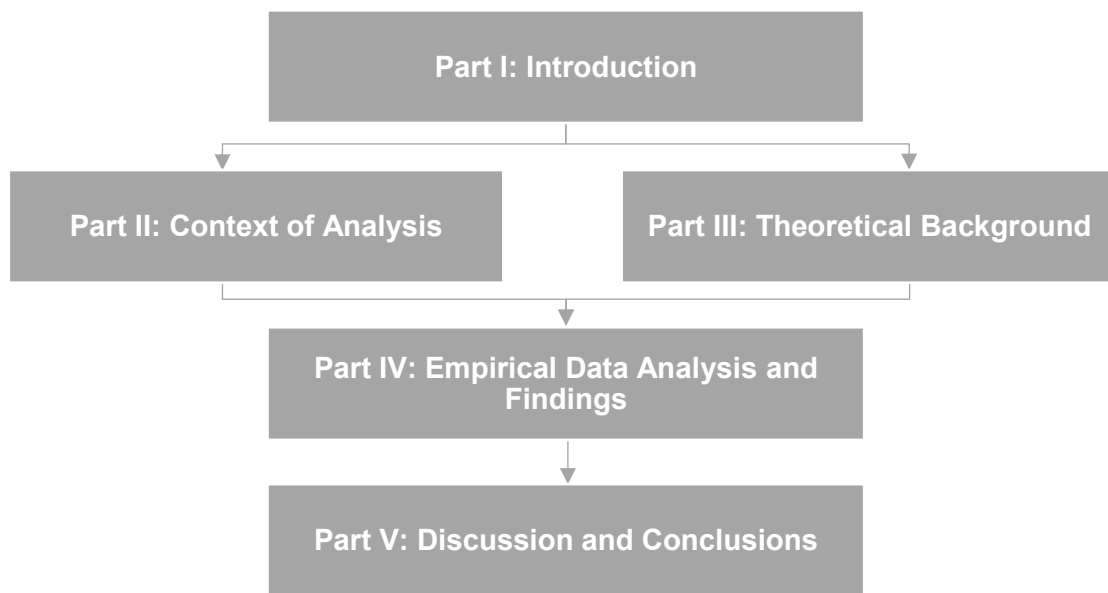 Part I: Introduction
Part II: Context of Analysis
Part III: Theoretical Background
Part IV: Empirical Data Analysis and
Findings
Part V: Discussion and Conclusions